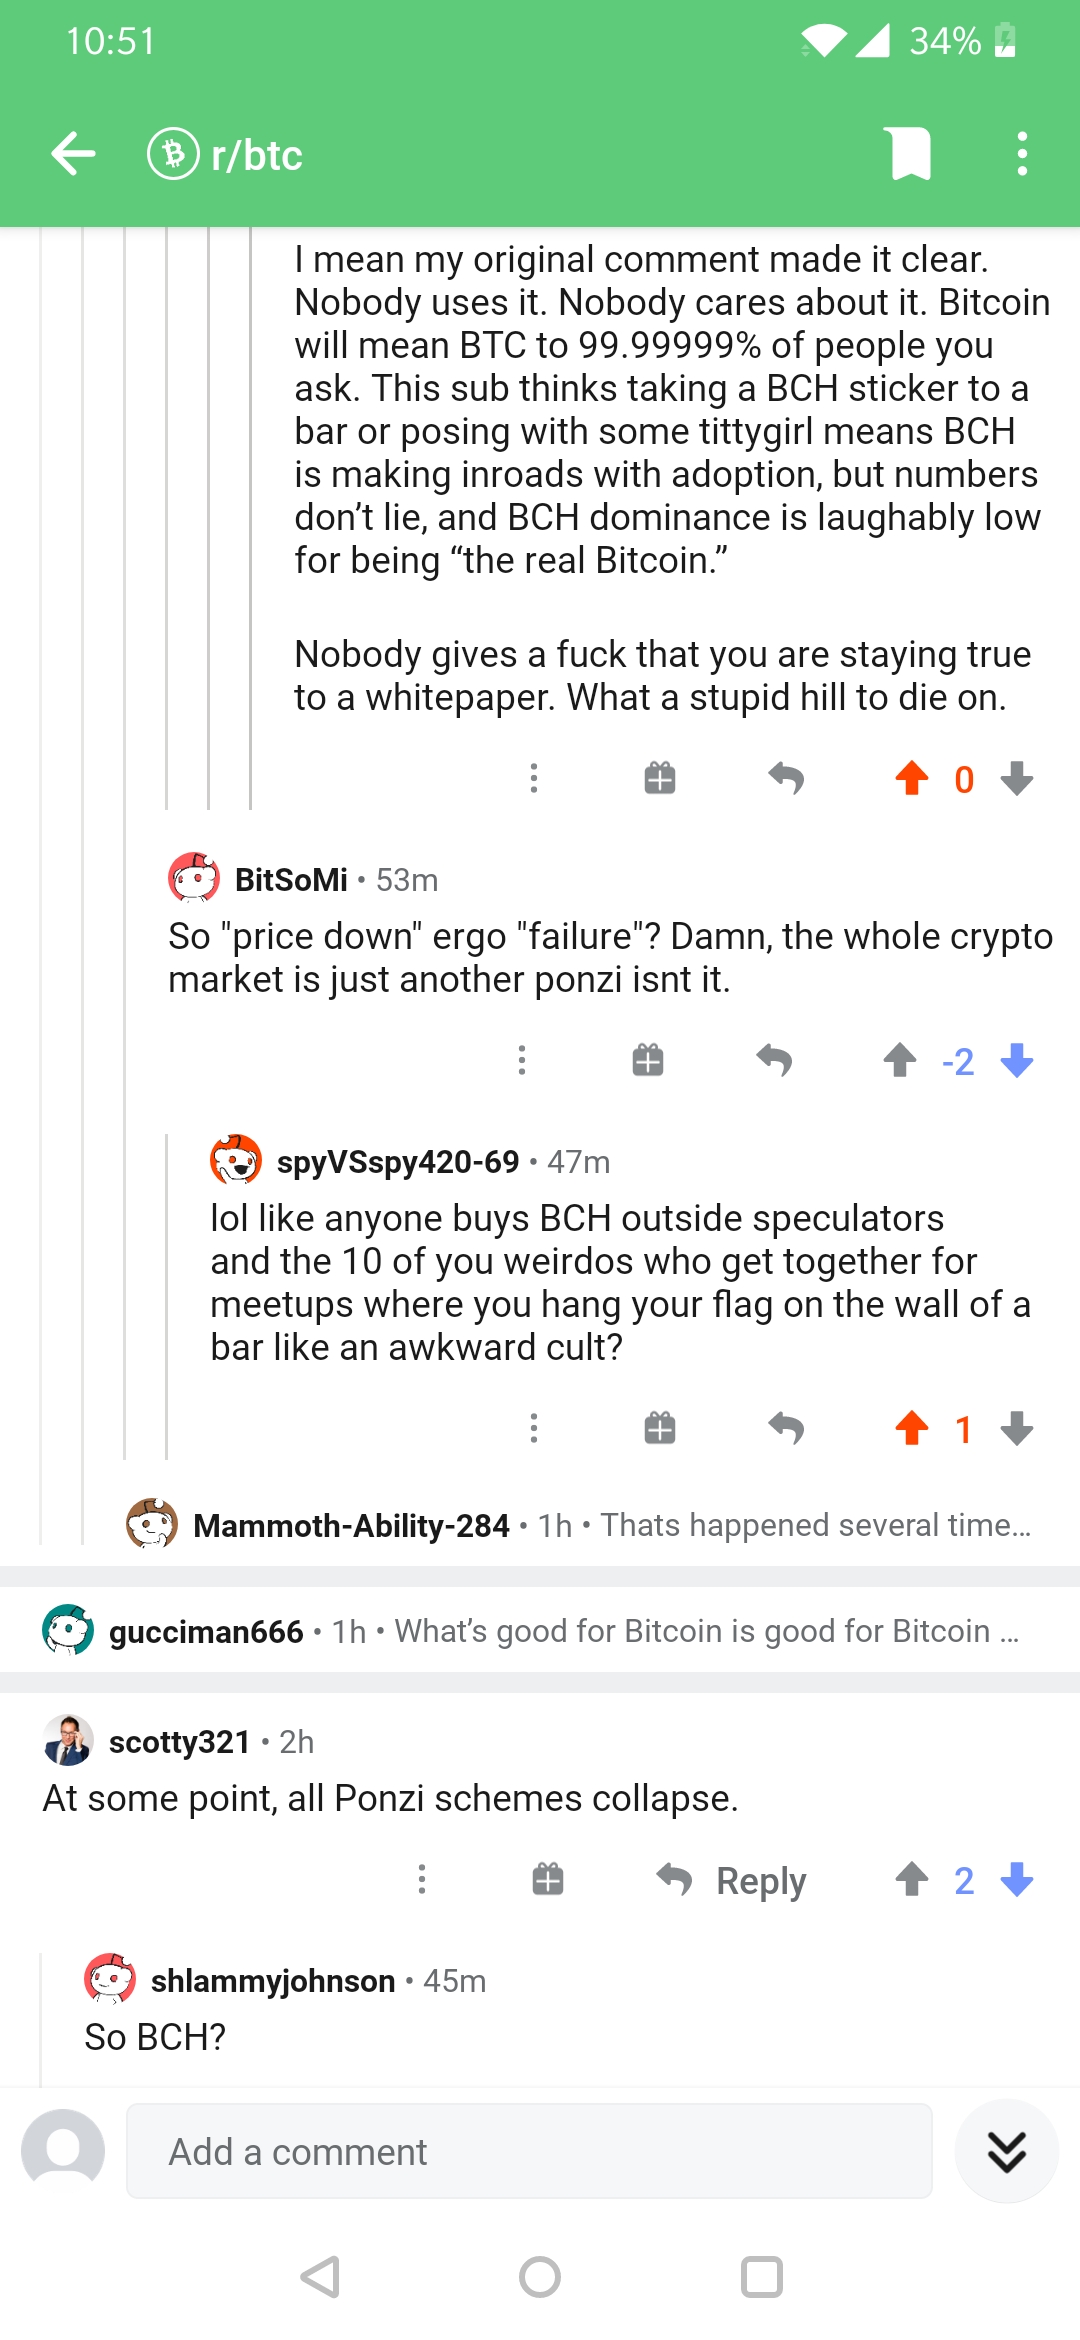 10:51
34%
r/btc
I mean my original comment made it clear.
Nobody uses it. Nobody cares about it. Bitcoin
will mean BTC to 99.99999% of people you
ask. This sub thinks taking a BCH sticker to a
bar or posing with some tittygirl means BCH
is making inroads with adoption, but numbers
don’t lie, and BCH dominance is laughably low
for being “the real Bitcoin.”
Nobody gives a fuck that you are staying true
to a whitepaper. What a stupid hill to die on.
0
BitSoMi • 53m
So "price down" ergo "failure"? Damn, the whole crypto
market is just another ponzi isnt it.
-2
spyVSspy420-69 • 47m
lol like anyone buys BCH outside speculators
and the 10 of you weirdos who get together for
meetups where you hang your flag on the wall of a
bar like an awkward cult?
1
Mammoth-Ability-284 • 1h • Thats happened several time...
gucciman666 • 1h • What’s good for Bitcoin is good for Bitcoin ...
scotty321 • 2h
At some point, all Ponzi schemes collapse.
Reply 2
shlammyjohnson • 45m
So BCH?
Add a comment